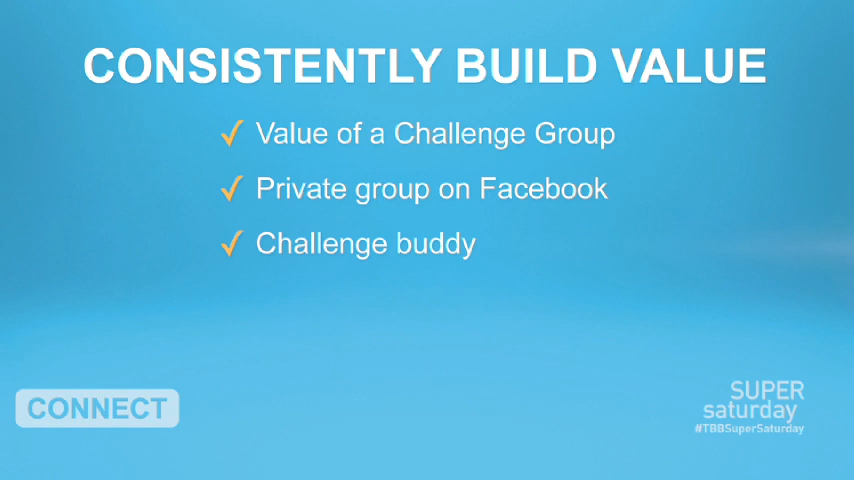 CONSISTENTLY BUILD VALUE
✓ Value of a Challenge Group
✓ Private group on Facebook
✓ Challenge buddy
CONNECT
SUPER
saturday
#TBBSuperSaturday